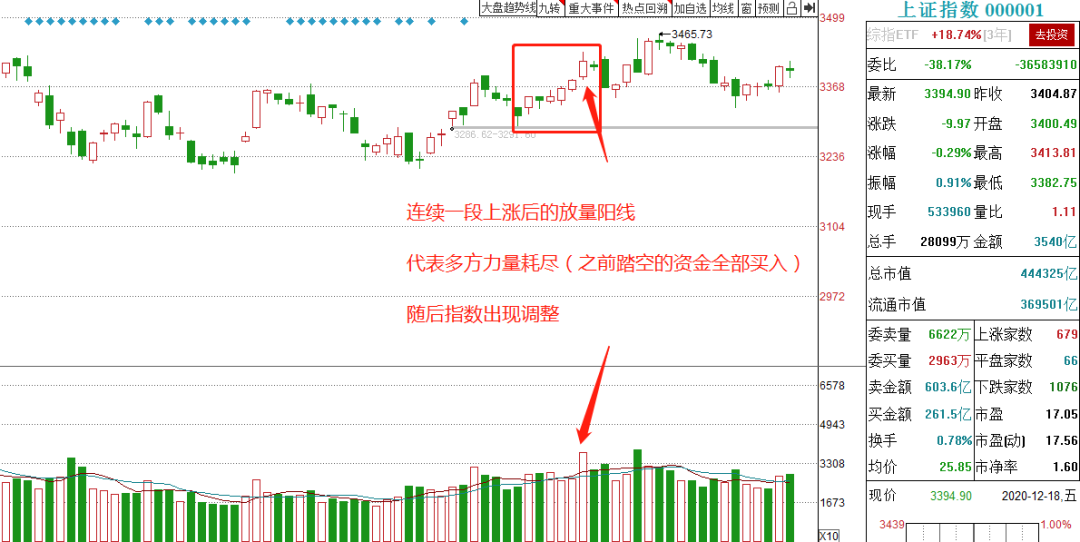 大盘趋势线 九转 重大事件 热点回溯 加自选 均线 窗 预测
上证指数 000001
综指ETF +18.74% [3年] 去投资
3499
3465.73
3368
3236
3104
2972
3286.62~3291.60
连续一段上涨后的放量阳线
代表多方力量耗尽（之前踏空的资金全部买入）
随后指数出现调整
6578
4943
3308
1673
X10
委比 -38.17% -36583910
最新 3394.90 昨收 3404.87
涨跌 -9.97 开盘 3400.49
涨幅 -0.29% 最高 3413.81
振幅 0.91% 最低 3382.75
现手 533960 量比 1.11
总手 28099万 金额 3540亿
总市值 444325亿
流通市值 369501亿
委卖量 6622万 上涨家数 679
委买量 2963万 平盘家数 66
卖金额 603.6亿 下跌家数 1076
买金额 261.5亿 市盈 17.05
换手 0.78% 市盈(动) 17.56
均价 25.85 市净率 1.60
现价 3394.90 2020-12-18,五
3439 1.00%